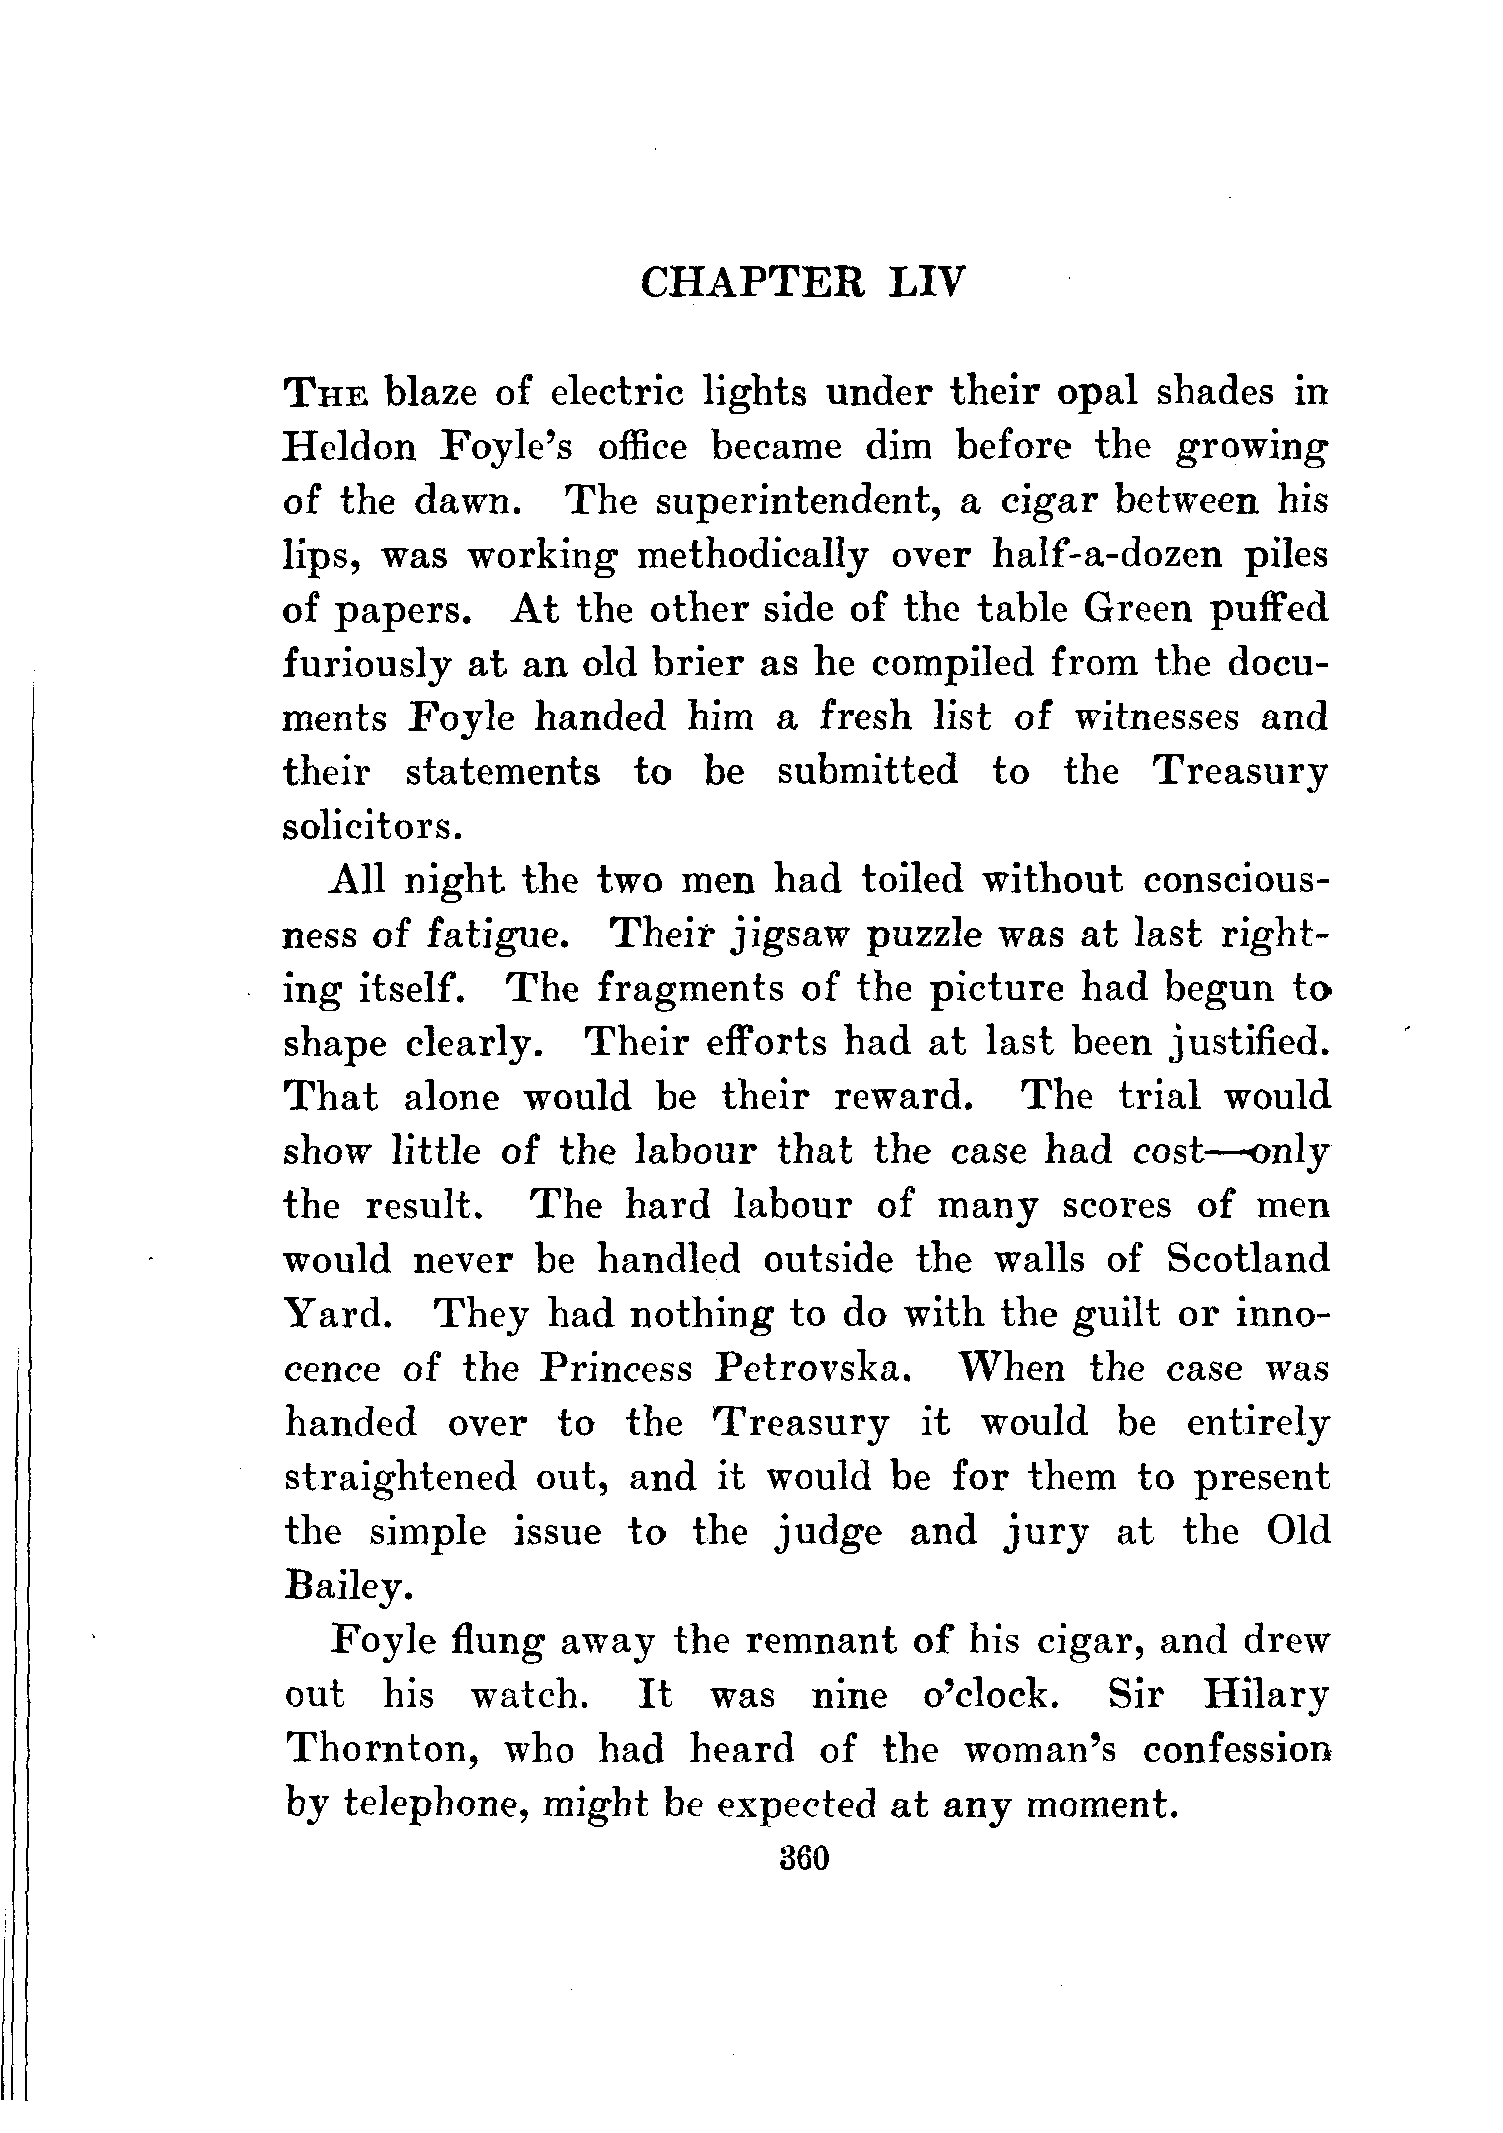 CHAPTER LIV
THE blaze of electric lights under their opal shades in
Heldon Foyle's office became dim before the growing
of the dawn. The superintendent, a cigar between his
lips, was working methodically over half-a-dozen piles
of papers. At the other side of the table Green puffed
furiously at an old brier as he compiled from the docu-
ments Foyle handed him a fresh list of witnesses and
their statements to be submitted to the Treasury
solicitors.
All night the two men had toiled without conscious-
ness of fatigue. Their jigsaw puzzle was at last right-
ing itself. The fragments of the picture had begun to
shape clearly. Their efforts had at last been justified.
That alone would be their reward. The trial would
show little of the labour that the case had cost—only
the result. The hard labour of many scores of men
would never be handled outside the walls of Scotland
Yard. They had nothing to do with the guilt or inno-
cence of the Princess Petrovska. When the case was
handed over to the Treasury it would be entirely
straightened out, and it would be for them to present
the simple issue to the judge and jury at the Old
Bailey.
Foyle flung away the remnant of his cigar, and drew
out his watch. It was nine o'clock. Sir Hilary
Thornton, who had heard of the woman's confession
by telephone, might be expected at any moment.
360